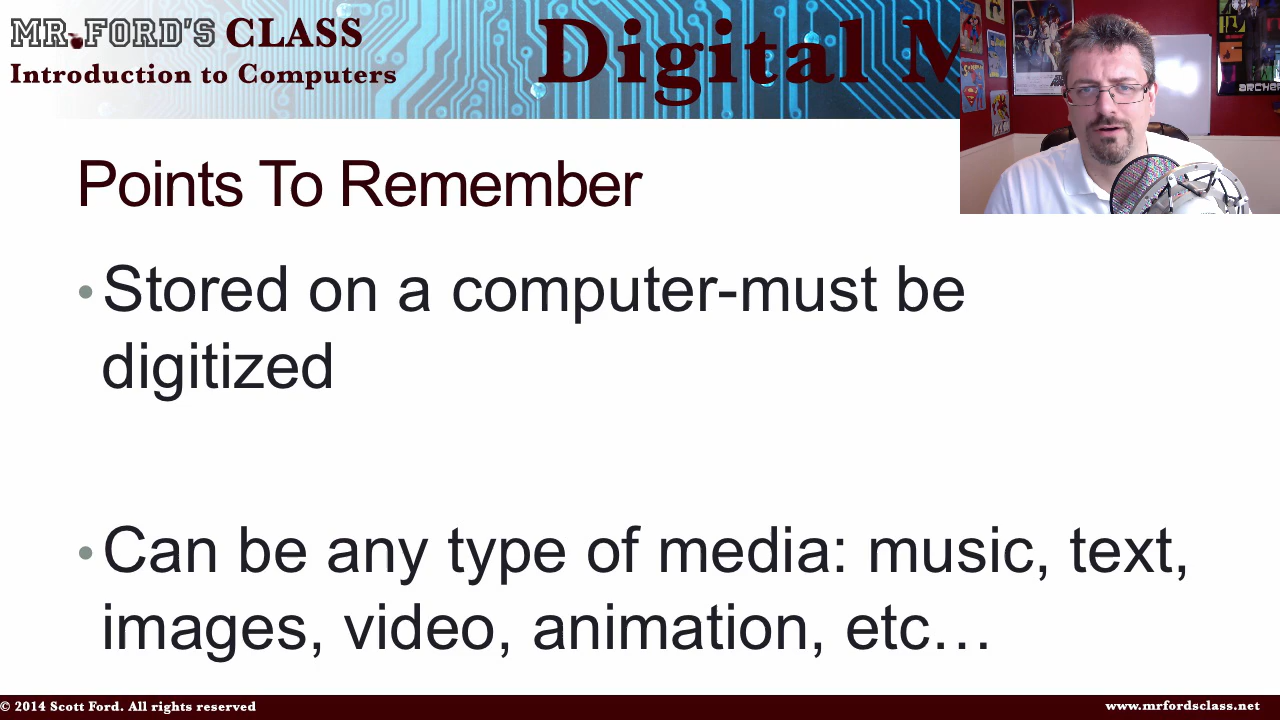 MR. FORD'S CLASS
Introduction to Computers
Digital M
ARCHER
Points To Remember
•Stored on a computer-must be
digitized
•Can be any type of media: music, text,
images, video, animation, etc…
© 2014 Scott Ford. All rights reserved
www.mrfordsclass.net